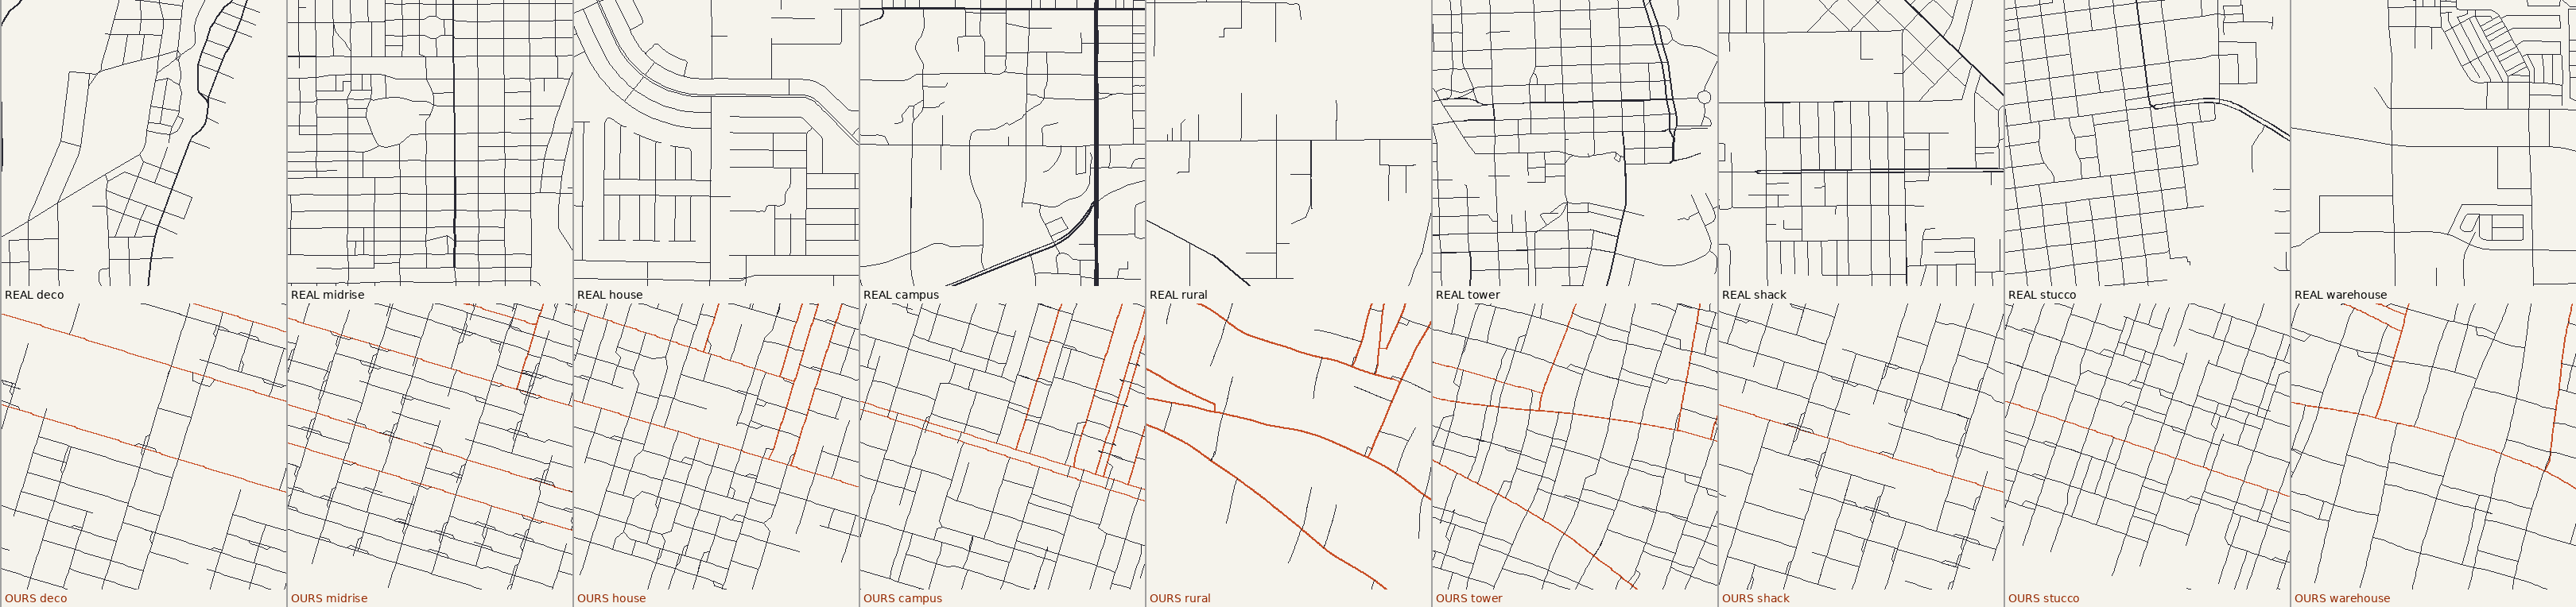 REAL deco
REAL midrise
REAL house
REAL campus
REAL rural
REAL tower
REAL shack
REAL stucco
REAL warehouse
OURS deco
OURS midrise
OURS house
OURS campus
OURS rural
OURS tower
OURS shack
OURS stucco
OURS warehouse